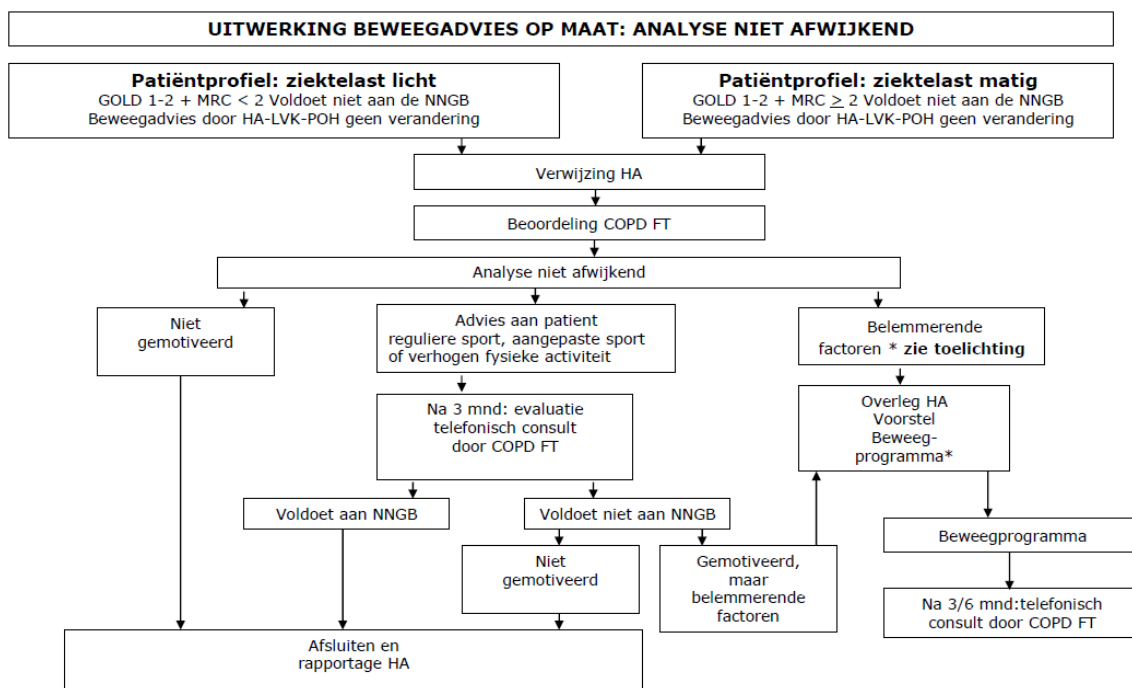 UITWERKING BEWEEGADVIES OP MAAT: ANALYSE NIET AFWIJKEND
Patiëntprofiel: ziektelast licht
GOLD 1-2 + MRC < 2 Voldoet niet aan de NNGB
Beweegadvies door HA-LVK-POH geen verandering
Patiëntprofiel: ziektelast matig
GOLD 1-2 + MRC ≥ 2 Voldoet niet aan de NNGB
Beweegadvies door HA-LVK-POH geen verandering
Verwijzing HA
Beoordeling COPD FT
Analyse niet afwijkend
Niet
gemotiveerd
Advies aan patient
reguliere sport, aangepaste sport
of verhogen fysieke activiteit
Belemmerende
factoren * zie toelichting
Na 3 mnd: evaluatie
telefonisch consult
door COPD FT
Overleg HA
Voorstel
Beweeg-
programma*
Voldoet aan NNGB
Voldoet niet aan NNGB
Beweegprogramma
Niet
gemotiveerd
Gemotiveerd,
maar
belemmerende
factoren
Na 3/6 mnd:telefonisch
consult door COPD FT
Afsluiten en
rapportage HA